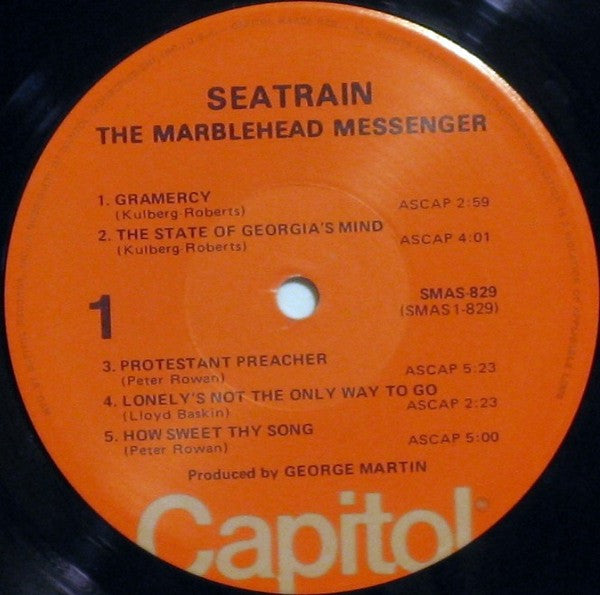 SEATRAIN
THE MARBLEHEAD MESSENGER
1. GRAMERCY ASCAP 2:59
(Kulberg-Roberts)
2. THE STATE OF GEORGIA'S MIND ASCAP 4:01
(Kulberg-Roberts)
1
SMAS-829
(SMAS 1-829)
3. PROTESTANT PREACHER ASCAP 5:23
(Peter Rowan)
4. LONELY'S NOT THE ONLY WAY TO GO ASCAP 2:23
(Lloyd Baskin)
5. HOW SWEET THY SONG ASCAP 5:00
(Peter Rowan)
Produced by GEORGE MARTIN
Capitol